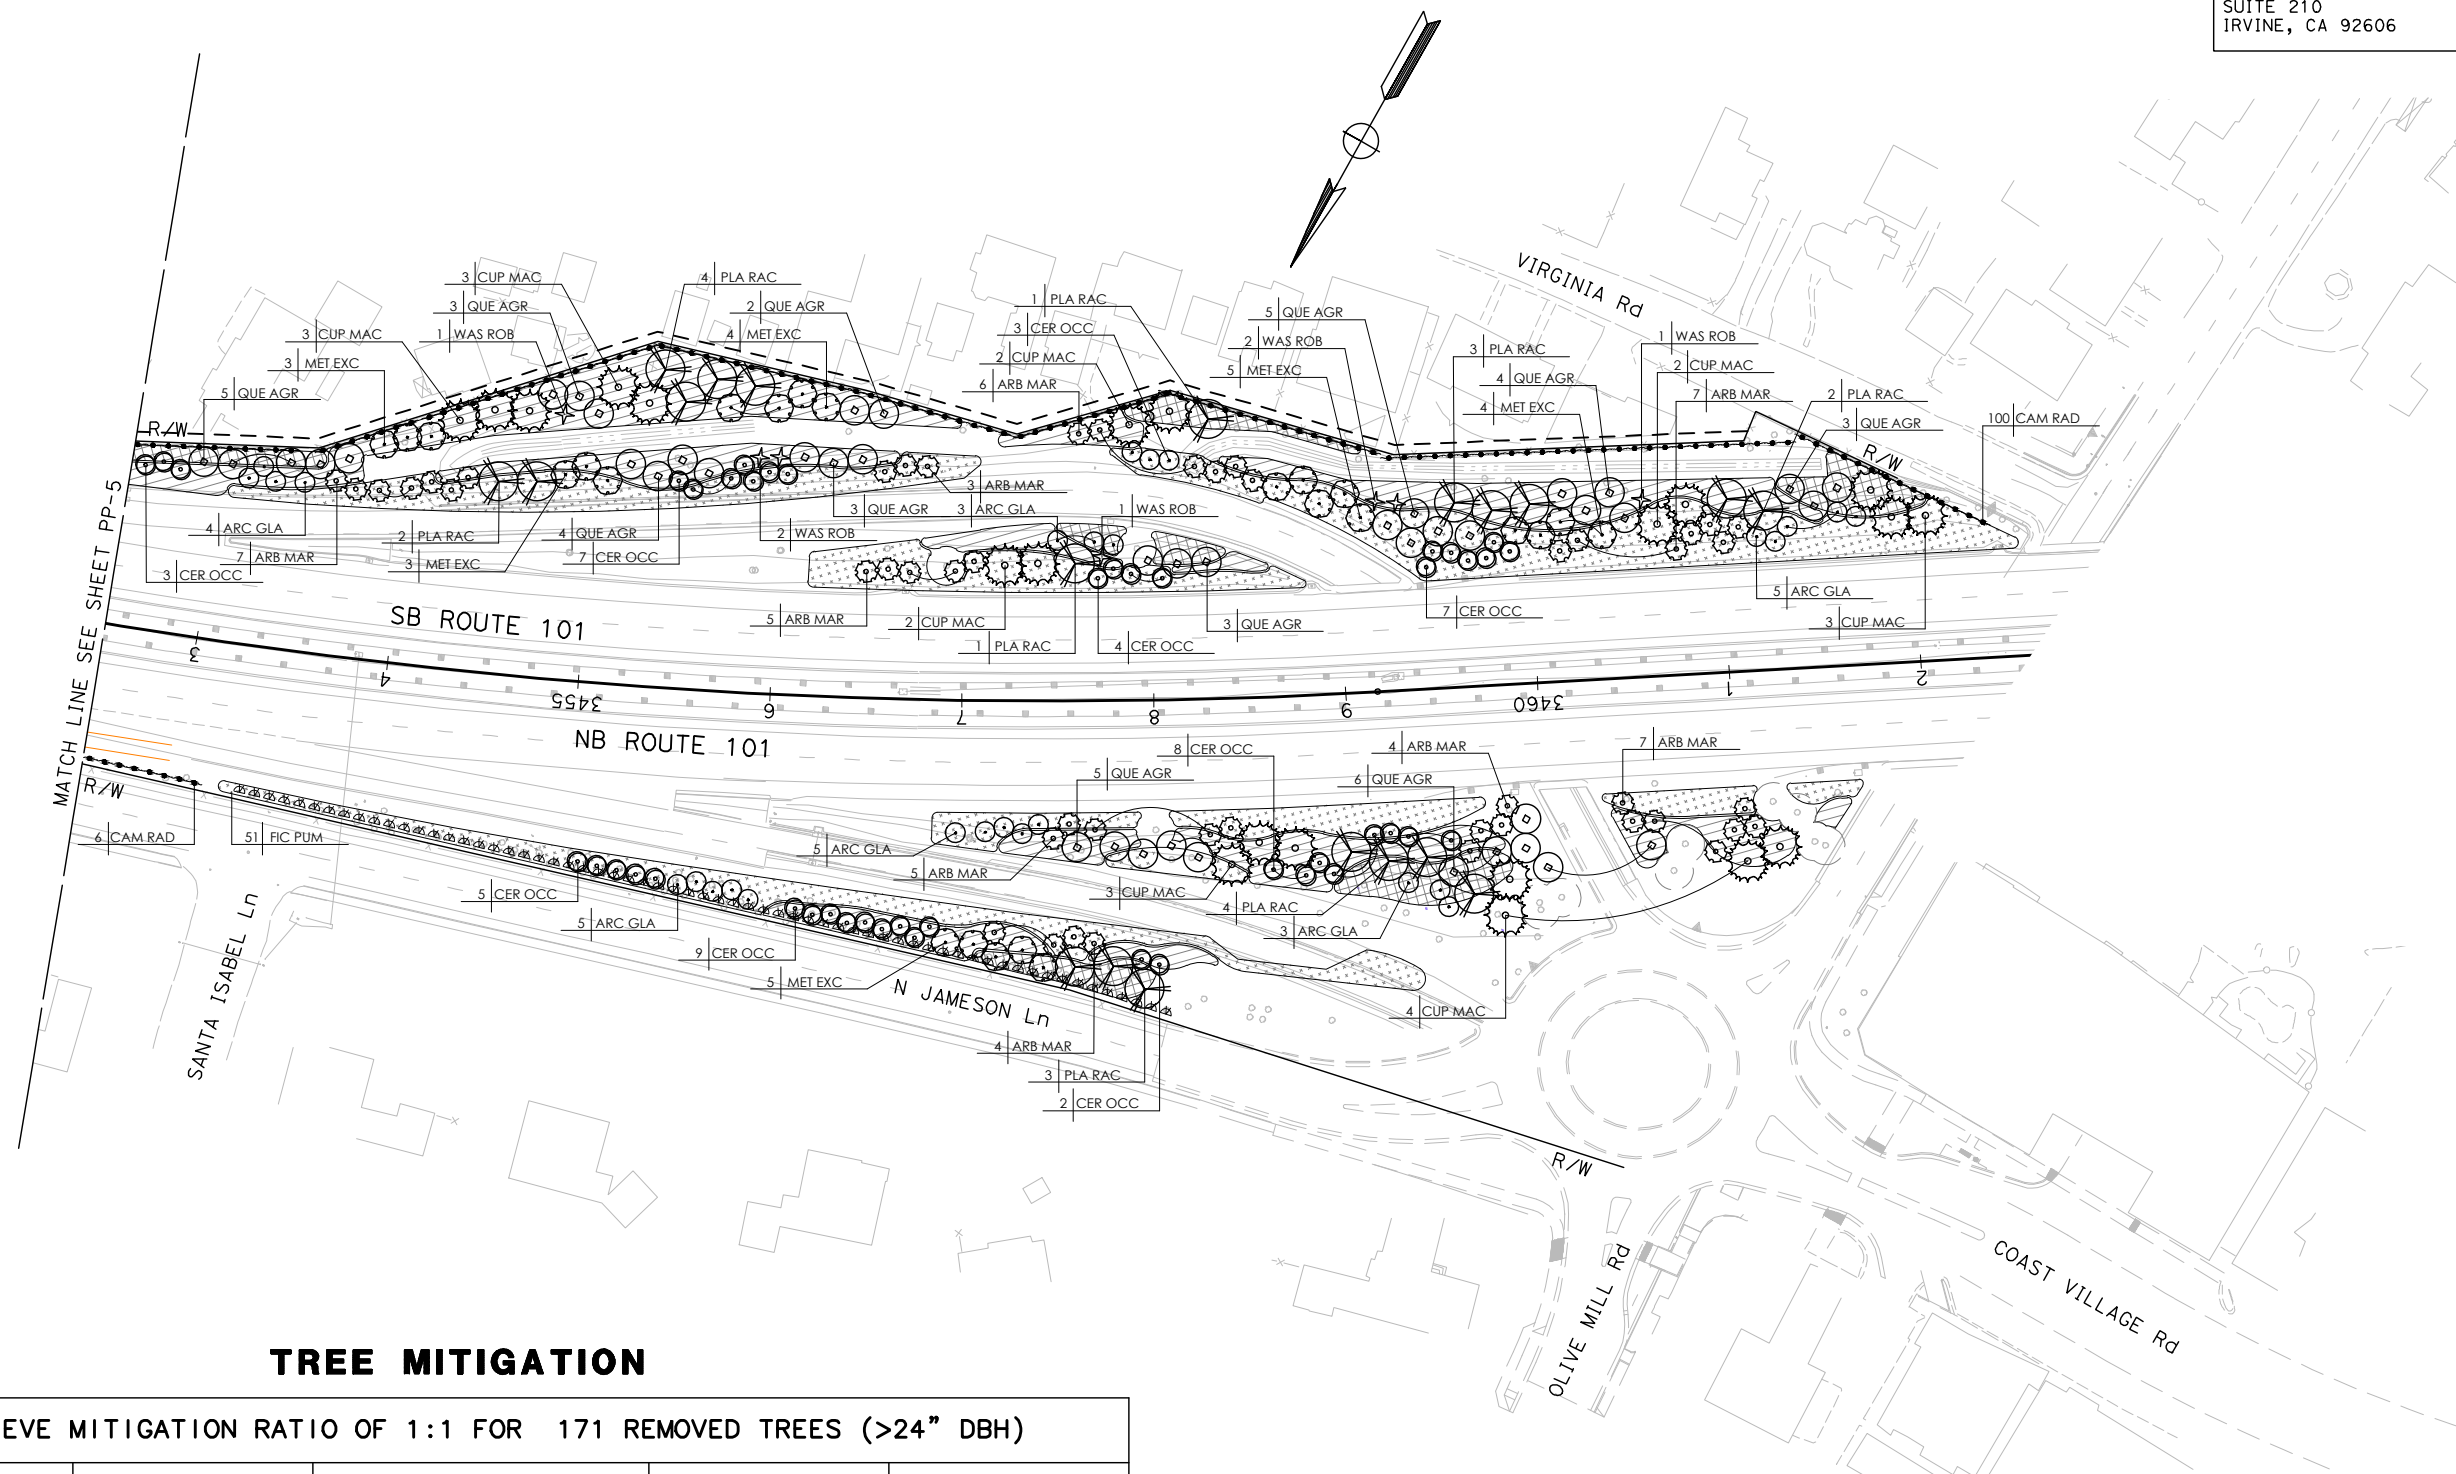 SUITE 210
IRVINE, CA 92606
VIRGINIA Rd
3 CUP MAC
4 PLA RAC
3 QUE AGR
2 QUE AGR
3 CUP MAC
1 WAS ROB
4 MET EXC
3 MET EXC
5 QUE AGR
1 PLA RAC
3 CER OCC
2 CUP MAC
6 ARB MAR
5 QUE AGR
2 WAS ROB
5 MET EXC
3 PLA RAC
4 QUE AGR
4 MET EXC
1 WAS ROB
2 CUP MAC
7 ARB MAR
2 PLA RAC
3 QUE AGR
100 CAM RAD
R/W
R/W
3 ARB MAR
3 QUE AGR
3 ARC GLA
1 WAS ROB
4 ARC GLA
2 PLA RAC
4 QUE AGR
2 WAS ROB
7 ARB MAR
3 MET EXC
7 CER OCC
3 CER OCC
5 ARB MAR
2 CUP MAC
1 PLA RAC
4 CER OCC
3 QUE AGR
7 CER OCC
5 ARC GLA
3 CUP MAC
MATCH LINE SEE SHEET PP-5
SB ROUTE 101
3
4
3455
6
7
8
9
3460
1
2
NB ROUTE 101
R/W
6 CAM RAD
51 FIC PUM
8 CER OCC
4 ARB MAR
7 ARB MAR
5 QUE AGR
6 QUE AGR
5 ARC GLA
5 ARB MAR
3 CUP MAC
4 PLA RAC
3 ARC GLA
5 CER OCC
5 ARC GLA
9 CER OCC
5 MET EXC
4 CUP MAC
4 ARB MAR
3 PLA RAC
2 CER OCC
SANTA ISABEL Ln
N JAMESON Ln
R/W
OLIVE MILL Rd
COAST VILLAGE Rd
TREE MITIGATION
EVE MITIGATION RATIO OF 1:1 FOR 171 REMOVED TREES (>24” DBH)